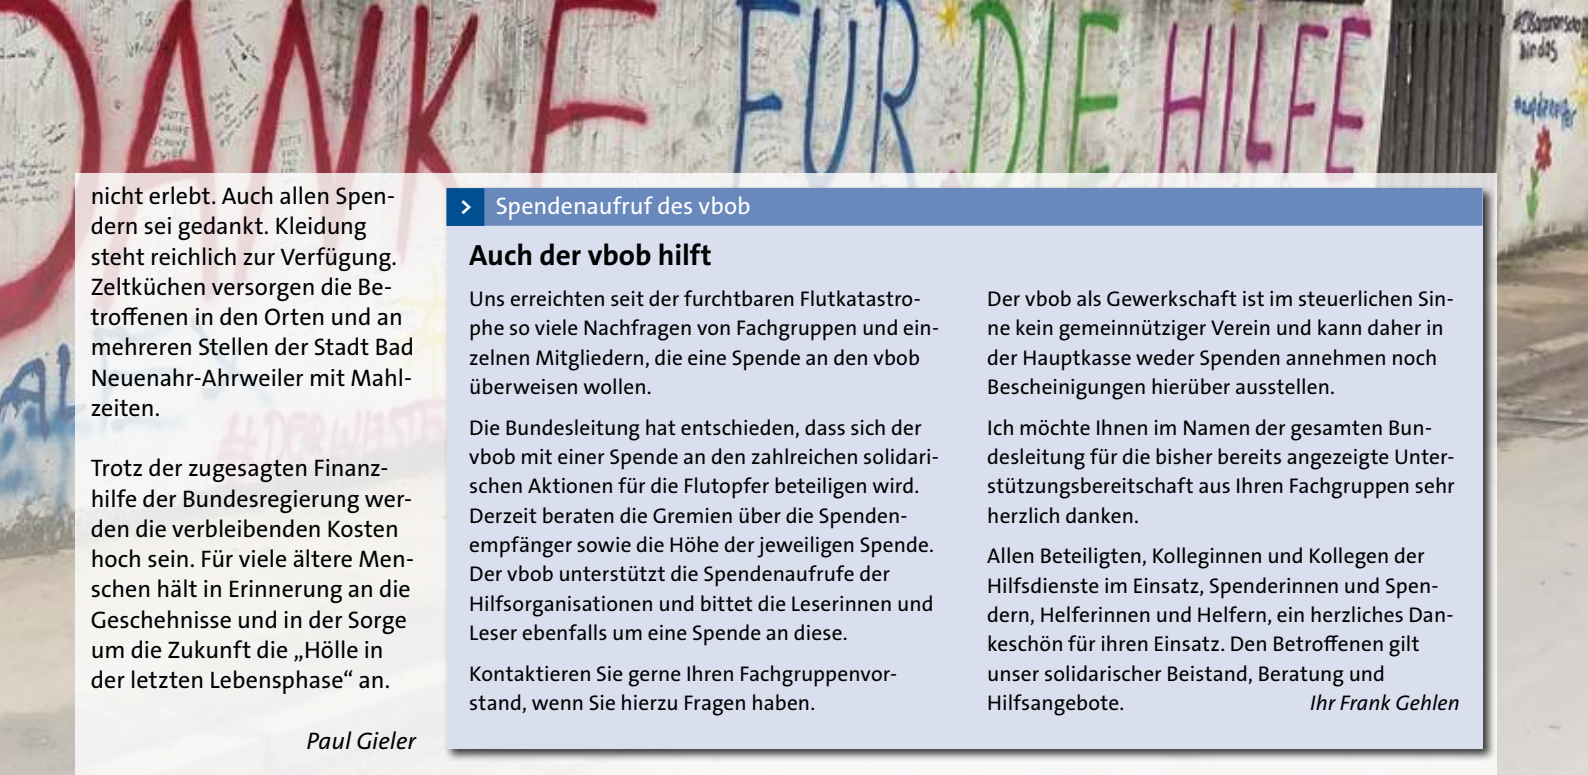 DANKE FÜR DIE HILFE
nicht erlebt. Auch allen Spen-
dern sei gedankt. Kleidung
steht reichlich zur Verfügung.
Zeltküchen versorgen die Be-
troffenen in den Orten und an
mehreren Stellen der Stadt Bad
Neuenahr-Ahrweiler mit Mahl-
zeiten.
Trotz der zugesagten Finanz-
hilfe der Bundesregierung wer-
den die verbleibenden Kosten
hoch sein. Für viele ältere Men-
schen hält in Erinnerung an die
Geschehnisse und in der Sorge
um die Zukunft die „Hölle in
der letzten Lebensphase“ an.
Paul Gieler
> Spendenaufruf des vbob
Auch der vbob hilft
Uns erreichten seit der furchtbaren Flutkatastro-
phe so viele Nachfragen von Fachgruppen und ein-
zelnen Mitgliedern, die eine Spende an den vbob
überweisen wollen.
Die Bundesleitung hat entschieden, dass sich der
vbob mit einer Spende an den zahlreichen solidari-
schen Aktionen für die Flutopfer beteiligen wird.
Derzeit beraten die Gremien über die Spenden-
empfänger sowie die Höhe der jeweiligen Spende.
Der vbob unterstützt die Spendenaufrufe der
Hilfsorganisationen und bittet die Leserinnen und
Leser ebenfalls um eine Spende an diese.
Kontaktieren Sie gerne Ihren Fachgruppenvor-
stand, wenn Sie hierzu Fragen haben.
Der vbob als Gewerkschaft ist im steuerlichen Sin-
ne kein gemeinnütziger Verein und kann daher in
der Hauptkasse weder Spenden annehmen noch
Bescheinigungen hierüber ausstellen.
Ich möchte Ihnen im Namen der gesamten Bun-
desleitung für die bisher bereits angezeigte Unter-
stützungsbereitschaft aus Ihren Fachgruppen sehr
herzlich danken.
Allen Beteiligten, Kolleginnen und Kollegen der
Hilfsdienste im Einsatz, Spenderinnen und Spen-
dern, Helferinnen und Helfern, ein herzliches Dan-
keschön für ihren Einsatz. Den Betroffenen gilt
unser solidarischer Beistand, Beratung und
Hilfsangebote. Ihr Frank Gehlen